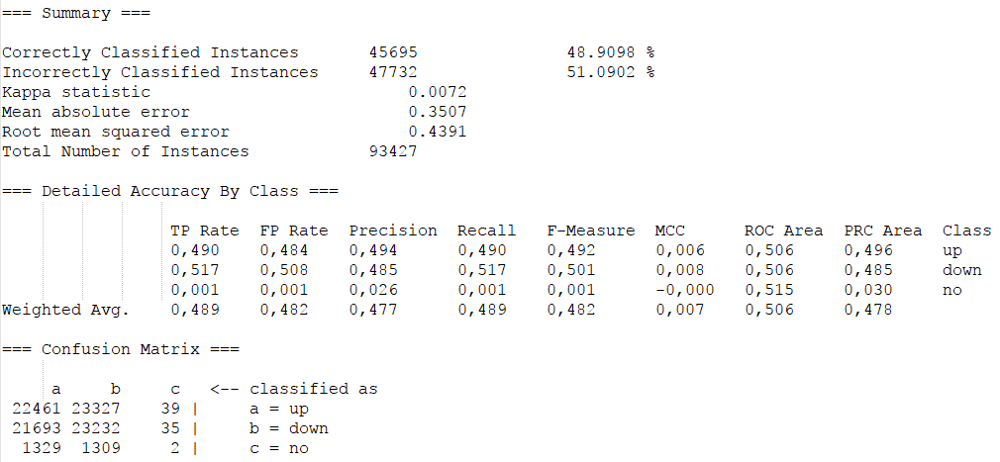 === Summary ===
Correctly Classified Instances 45695 48.9098 %
Incorrectly Classified Instances 47732 51.0902 %
Kappa statistic 0.0072
Mean absolute error 0.3507
Root mean squared error 0.4391
Total Number of Instances 93427
=== Detailed Accuracy By Class ===
TP Rate FP Rate Precision Recall F-Measure MCC ROC Area PRC Area Class
0,490 0,484 0,494 0,490 0,492 0,006 0,506 0,496 up
0,517 0,508 0,485 0,517 0,501 0,008 0,506 0,485 down
0,001 0,001 0,026 0,001 0,001 -0,000 0,515 0,030 no
Weighted Avg. 0,489 0,482 0,477 0,489 0,482 0,007 0,506 0,478
=== Confusion Matrix ===
a b c <-- classified as
22461 23327 39 | a = up
21693 23232 35 | b = down
1329 1309 2 | c = no